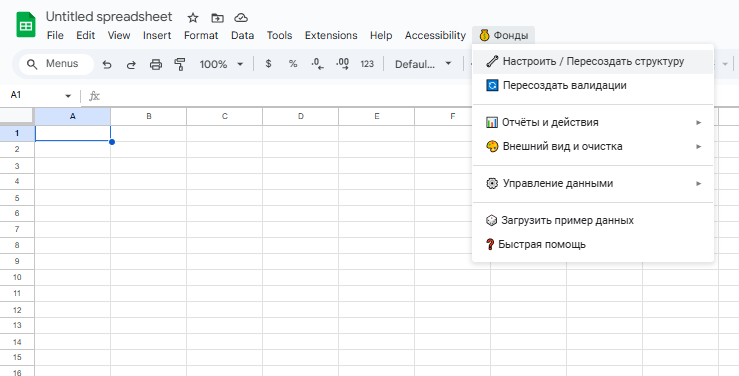 Untitled spreadsheet
File Edit View Insert Format Data Tools Extensions Help Accessibility Фонды
Menus 100% $ % .0 .00 123 Defaul...
A1 fx
A B C D E F
1
2
3
4
5
6
7
8
9
10
11
12
13
14
15
16
Настроить / Пересоздать структуру
Пересоздать валидации
Отчёты и действия
Внешний вид и очистка
Управление данными
Загрузить пример данных
Быстрая помощь